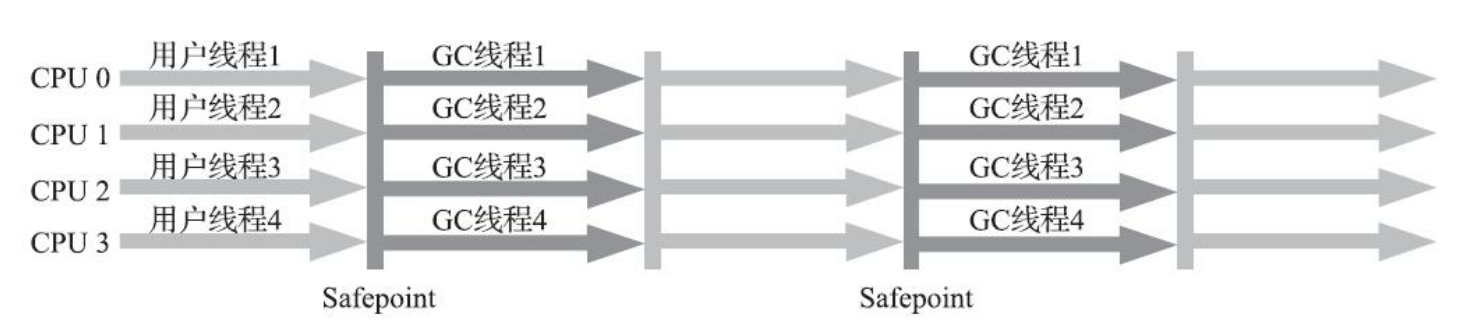 用户线程1 GC线程1 GC线程1
CPU 0
用户线程2 GC线程2 GC线程2
CPU 1
用户线程3 GC线程3 GC线程3
CPU 2
用户线程4 GC线程4 GC线程4
CPU 3
Safepoint Safepoint